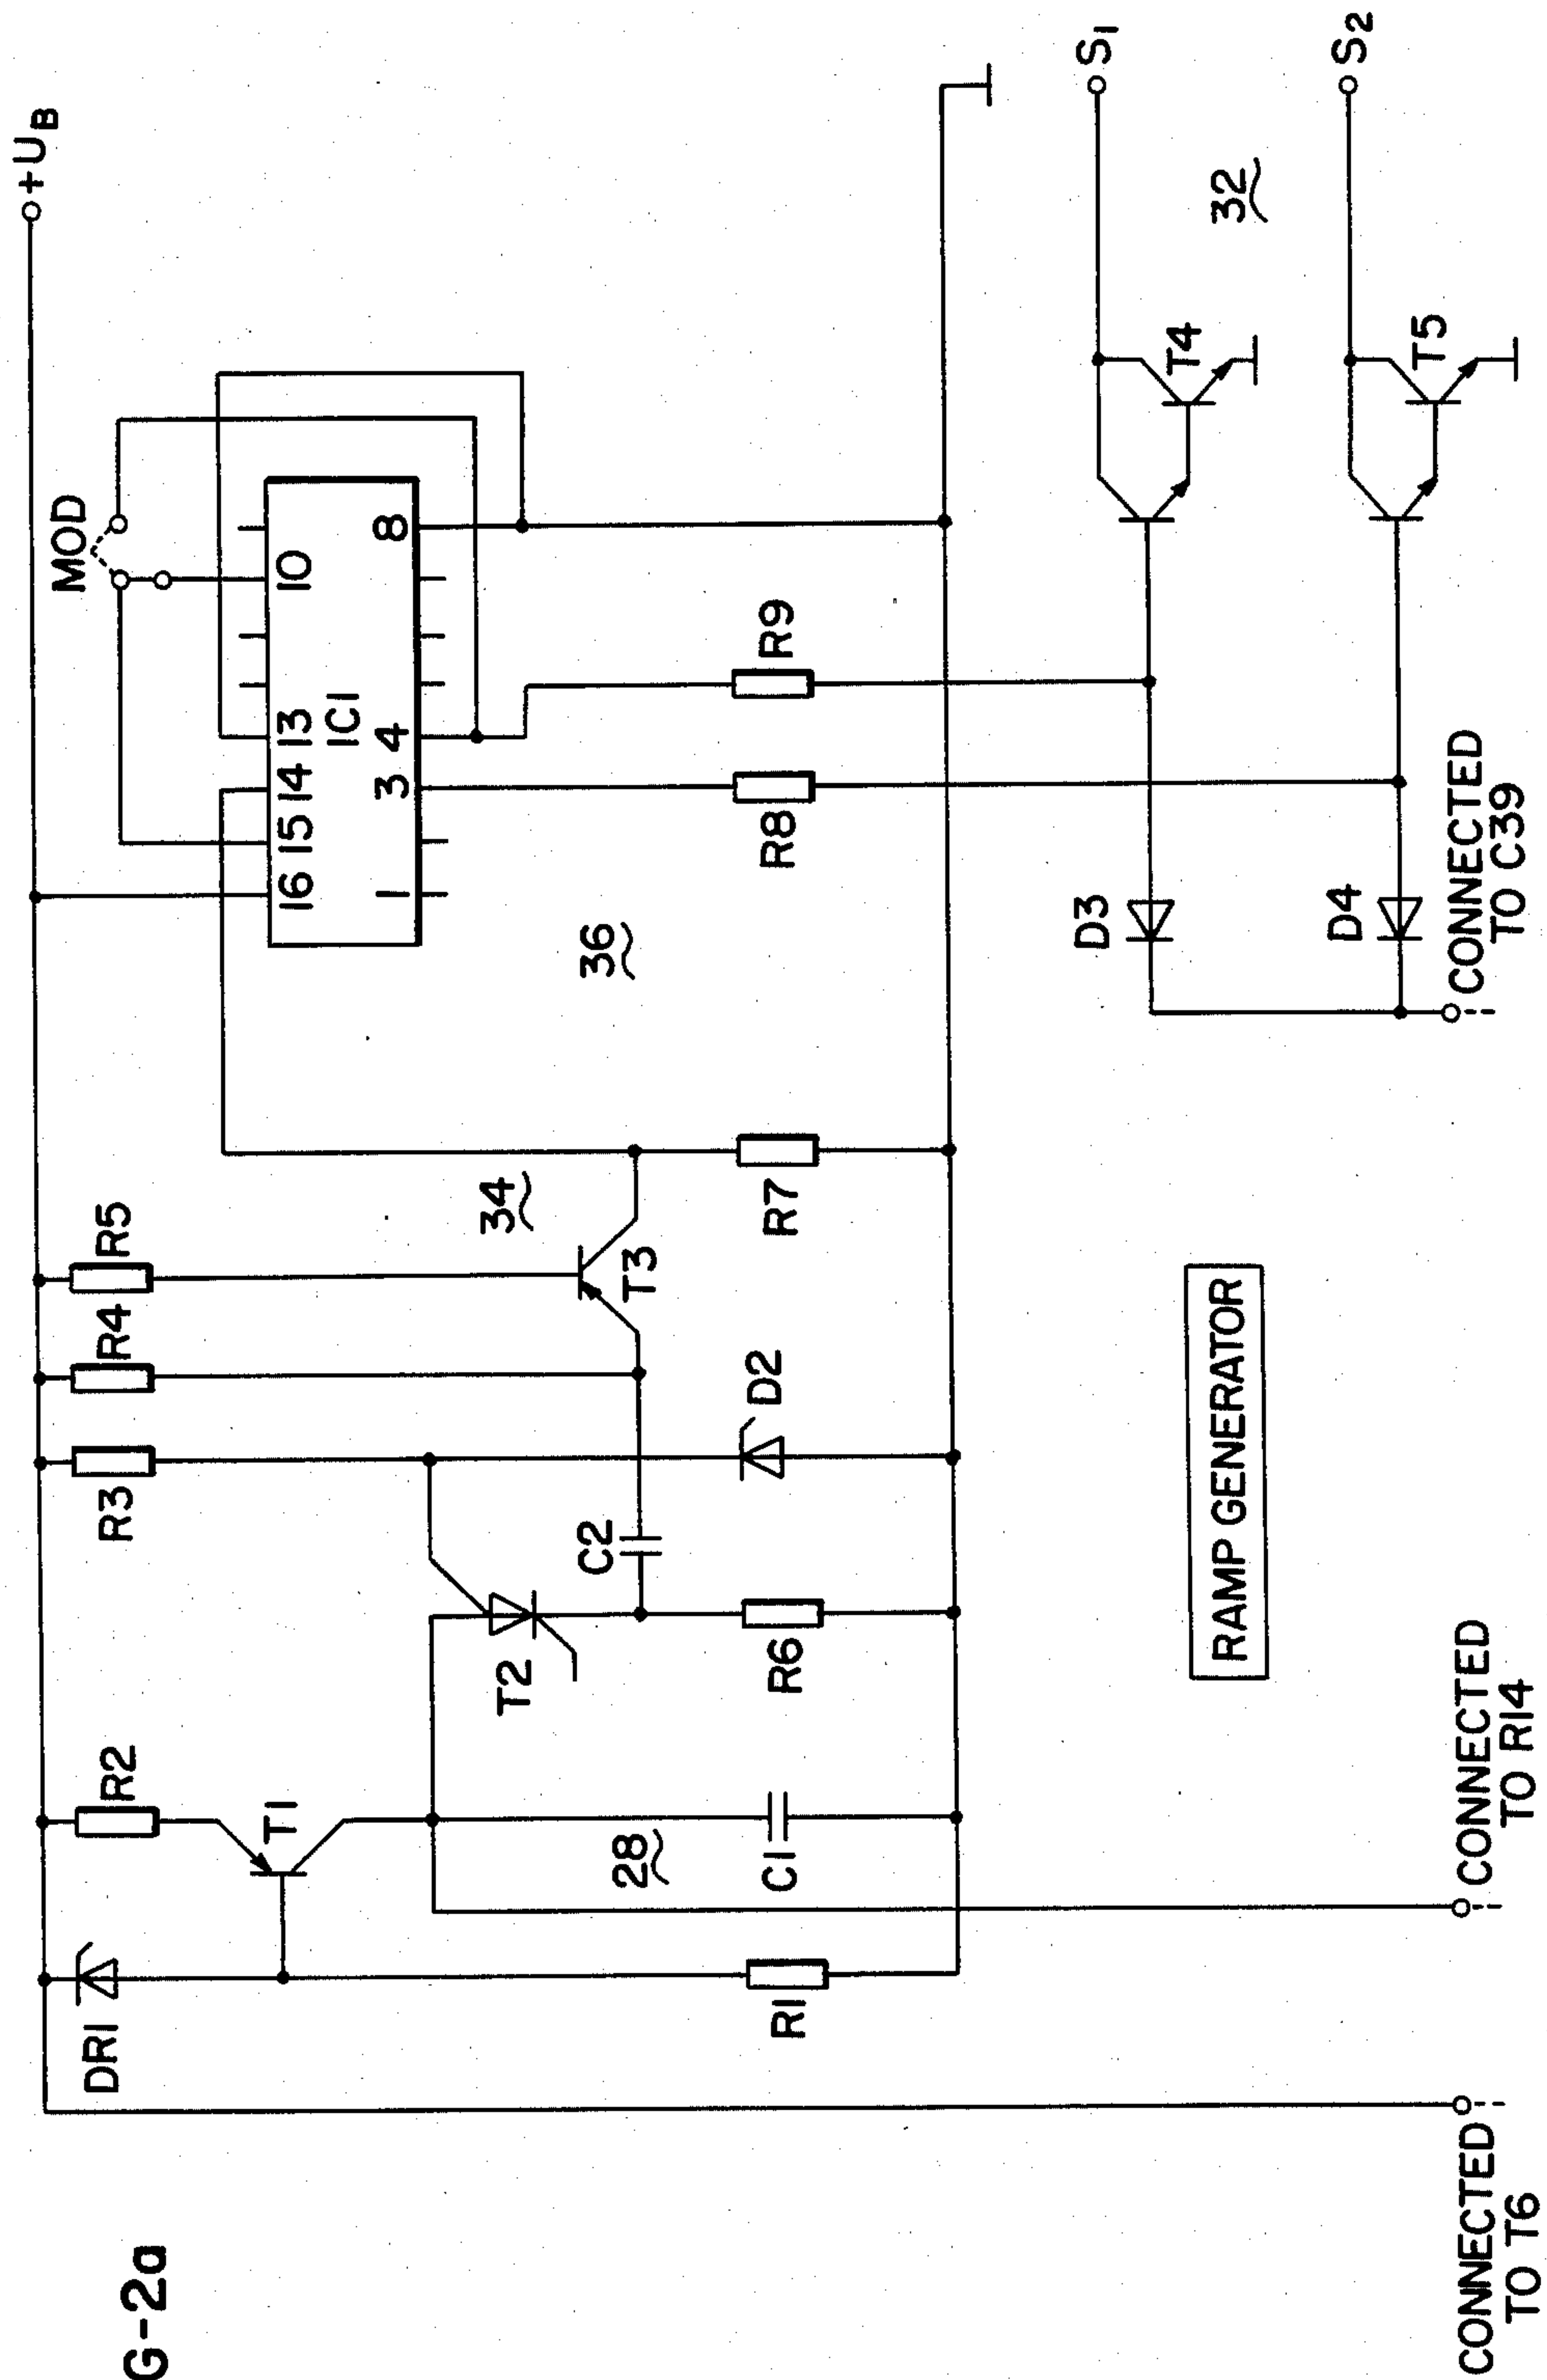 G-2a
+UB
DR1
R2
R3
R4
R5
MOD
T1
T2
T3
34
36
16 15 14 13 10
IC1
1 3 4 8
28
C1
C2
D2
R1
R6
R7
R8
R9
D3
D4
T4
T5
S1
S2
32
RAMP GENERATOR
CONNECTED
TO T6
CONNECTED
TO R14
CONNECTED
TO C39